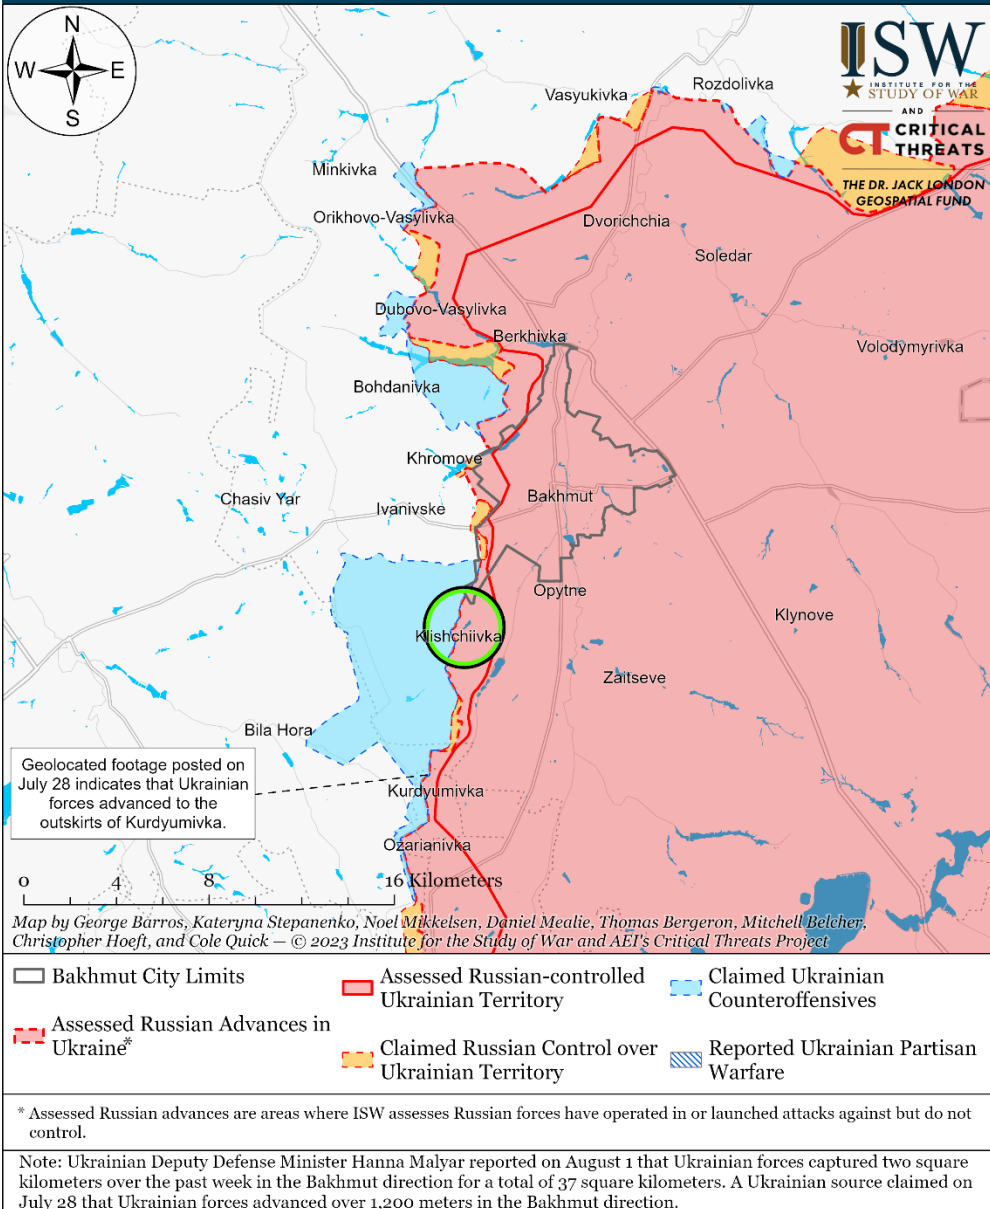 N
W
E
S
ISW
INSTITUTE FOR THE
STUDY OF WAR
AND
CT CRITICAL
THREATS
THE DR. JACK LONDON
GEOSPATIAL FUND
Rozdolivka
Vasyukivka
Minkivka
Orikhovo-Vasylivka
Dvorichchia
Soledar
Dubovo-Vasylivka
Berkhivka
Volodymyrivka
Bohdanivka
Khromove
Chasiv Yar
Bakhmut
Ivanivske
Opytne
Klynove
Klishchiivka
Zaitseve
Bila Hora
Geolocated footage posted on
July 28 indicates that Ukrainian
forces advanced to the
outskirts of Kurdyumivka.
Kurdyumivka
Ozarianivka
0 4 8 16 Kilometers
Map by George Barros, Kateryna Stepanenko, Noel Mikkelsen, Daniel Mealie, Thomas Bergeron, Mitchell Belcher,
Christopher Hoeft, and Cole Quick — © 2023 Institute for the Study of War and AEI's Critical Threats Project
Bakhmut City Limits
Assessed Russian Advances in
Ukraine*
Assessed Russian-controlled
Ukrainian Territory
Claimed Russian Control over
Ukrainian Territory
Claimed Ukrainian
Counteroffensives
Reported Ukrainian Partisan
Warfare
* Assessed Russian advances are areas where ISW assesses Russian forces have operated in or launched attacks against but do not
control.
Note: Ukrainian Deputy Defense Minister Hanna Malyar reported on August 1 that Ukrainian forces captured two square
kilometers over the past week in the Bakhmut direction for a total of 37 square kilometers. A Ukrainian source claimed on
July 28 that Ukrainian forces advanced over 1,200 meters in the Bakhmut direction.